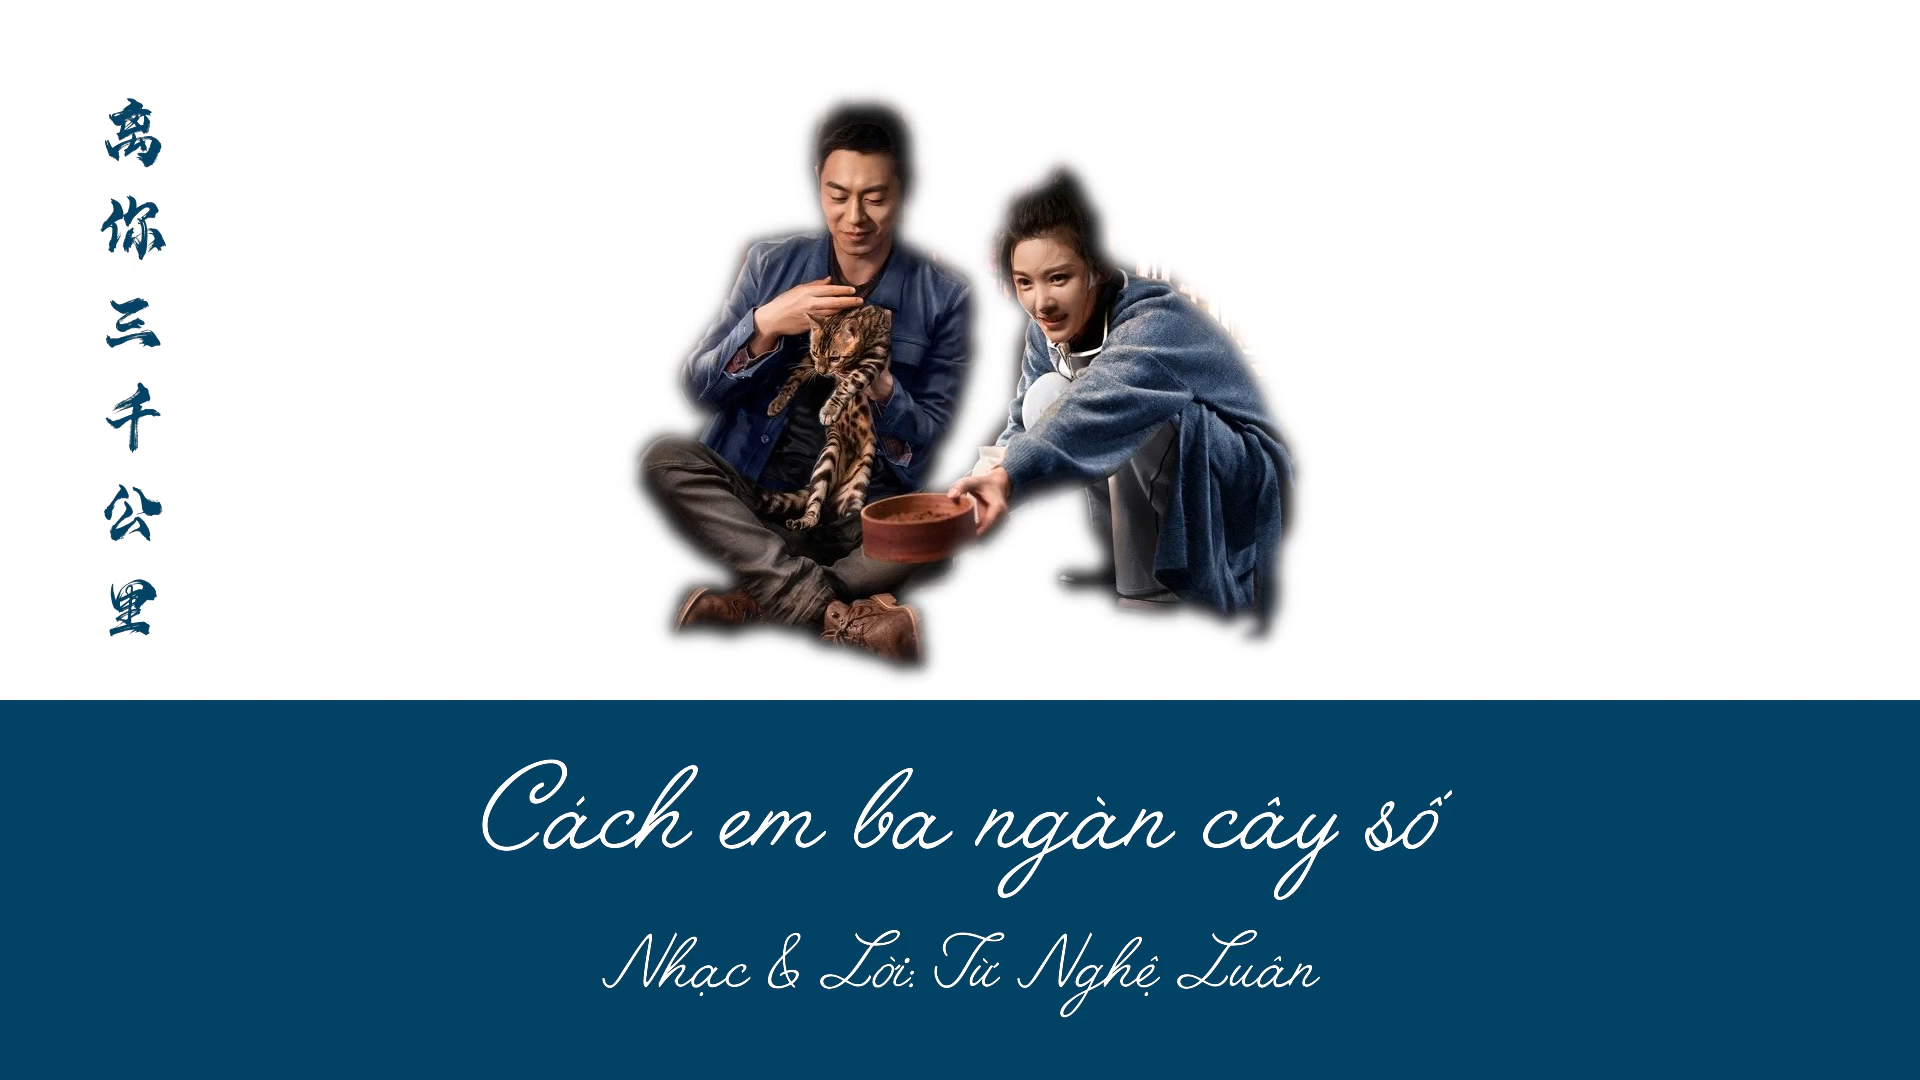 离你三千公里
Cách em ba ngàn cây số
Nhạc & Lời: Từ Nghệ Luân